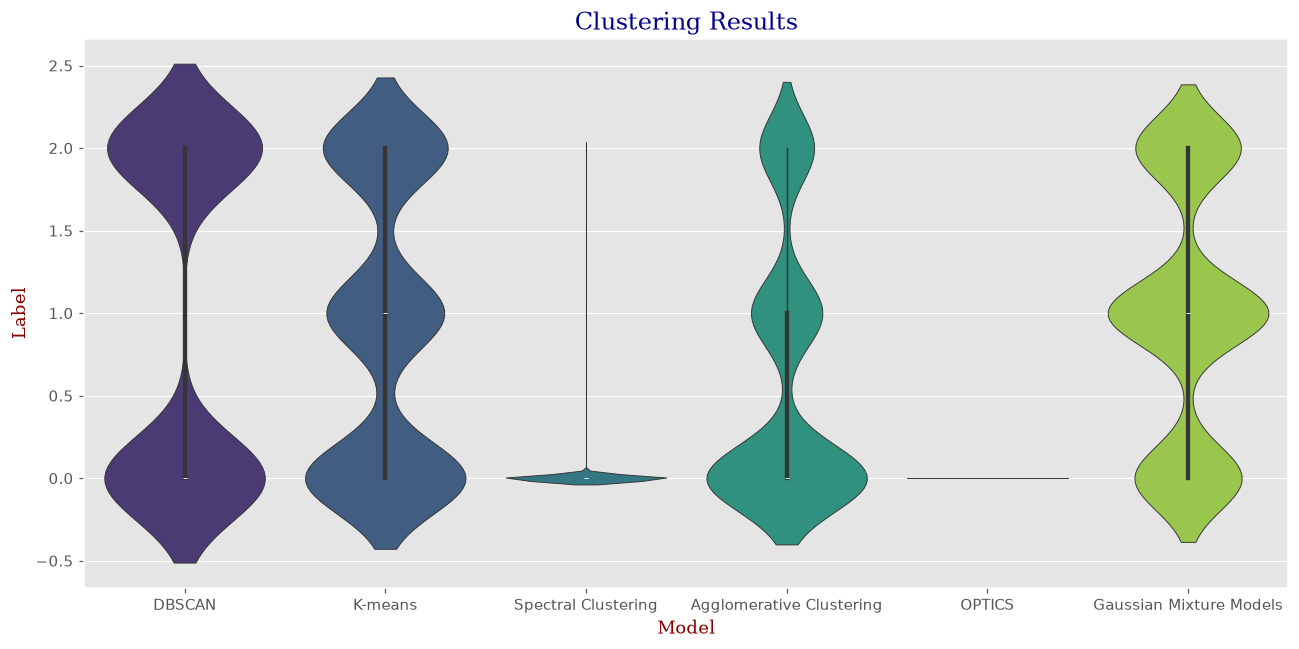 Clustering Results
Label
2.5
2.0
1.5
1.0
0.5
0.0
−0.5
DBSCAN
K-means
Spectral Clustering
Agglomerative Clustering
OPTICS
Gaussian Mixture Models
Model